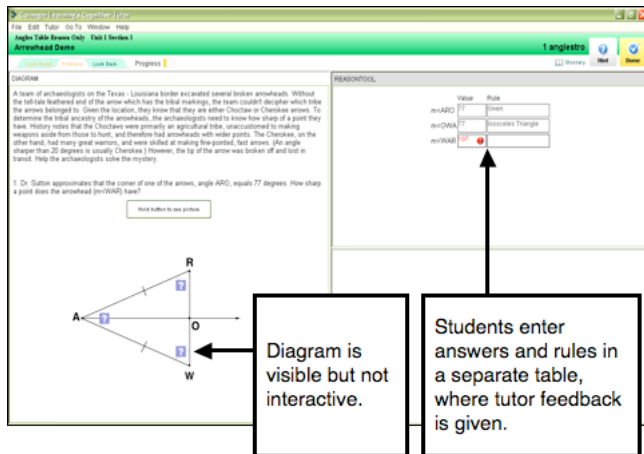 File Edit Tutor Go To Window Help
Angles Table Reason Only Unit 1 Section 1
Arrowhead Demo
1 anglestro
Look Back
Progress
Glossary
Hint
Done
DIAGRAM
A team of archaeologists on the Texas - Louisiana border excavated several broken arrowheads. Without
the tell-tale feathered end of the arrow which has the tribal markings, the team couldn't decipher which tribe
the arrows belonged to. Given the location, they know that they are either Choctaw or Cherokee arrows. To
determine the tribal ancestry of the arrowheads, the archaeologists need to know how sharp of a point they
have. History notes that the Choctaws were primarily an agricultural tribe, unaccustomed to making
weapons aside from those to hunt, and therefore had arrowheads with wider points. The Cherokee, on the
other hand, had many great warriors, and were skilled at making fine-pointed, fast arrows. (An angle
sharper than 20 degrees is usually Cherokee.) However, the tip of the arrow was broken off and lost in
transit. Help the archaeologists solve the mystery.
1. Dr. Sutton approximates that the corner of one of the arrows, angle ARO, equals 77 degrees. How sharp
a point does the arrowhead (m<WAR) have?
Hold button to see picture
R
?
A
?
O
?
W
REASONTOOL
Value Rule
m<ARO 77 Given
m<OWA 77 Isosceles Triangle
m<WAR 107
Diagram is
visible but not
interactive.
Students enter
answers and rules in
a separate table,
where tutor feedback
is given.